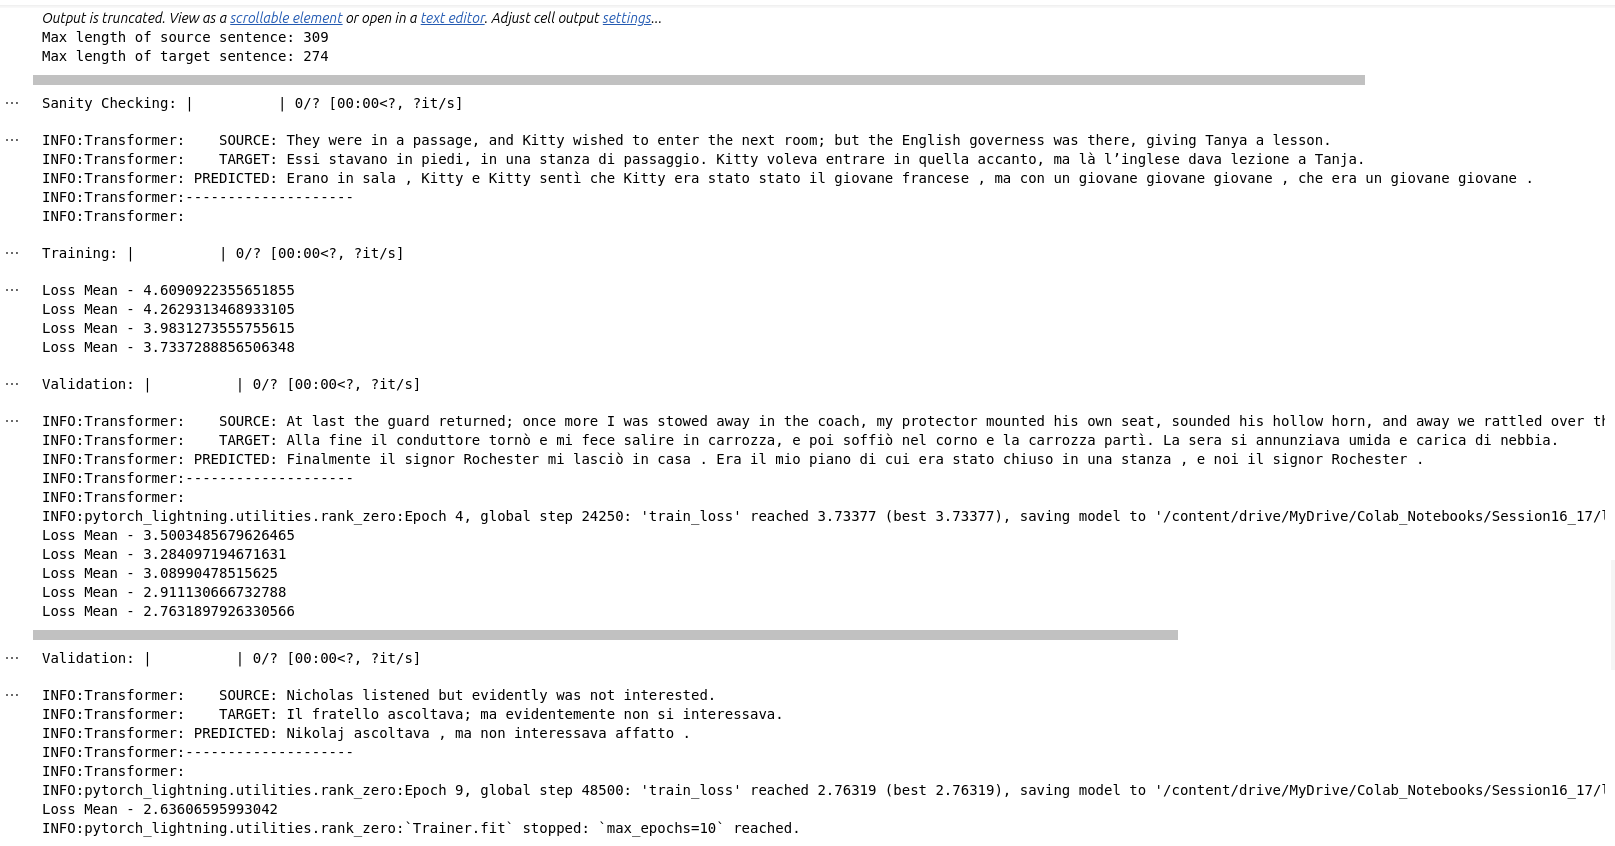 Output is truncated. View as a scrollable element or open in a text editor. Adjust cell output settings...
Max length of source sentence: 309
Max length of target sentence: 274
... Sanity Checking: |          | 0/? [00:00<?, ?it/s]
... INFO:Transformer:    SOURCE: They were in a passage, and Kitty wished to enter the next room; but the English governess was there, giving Tanya a lesson.
INFO:Transformer:    TARGET: Essi stavano in piedi, in una stanza di passaggio. Kitty voleva entrare in quella accanto, ma là l’inglese dava lezione a Tanja.
INFO:Transformer: PREDICTED: Erano in sala , Kitty e Kitty sentì che Kitty era stato stato il giovane francese , ma con un giovane giovane giovane , che era un giovane giovane .
INFO:Transformer:--------------------
INFO:Transformer:
... Training: |          | 0/? [00:00<?, ?it/s]
... Loss Mean - 4.6090922355651855
Loss Mean - 4.2629313468933105
Loss Mean - 3.9831273555755615
Loss Mean - 3.7337288856506348
... Validation: |          | 0/? [00:00<?, ?it/s]
... INFO:Transformer:    SOURCE: At last the guard returned; once more I was stowed away in the coach, my protector mounted his own seat, sounded his hollow horn, and away we rattled over
INFO:Transformer:    TARGET: Alla fine il conduttore tornò e mi fece salire in carrozza, e poi soffiò nel corno e la carrozza partì. La sera si annunziava umida e carica di nebbia.
INFO:Transformer: PREDICTED: Finalmente il signor Rochester mi lasciò in casa . Era il mio piano di cui era stato chiuso in una stanza , e noi il signor Rochester .
INFO:Transformer:--------------------
INFO:Transformer:
INFO:pytorch_lightning.utilities.rank_zero:Epoch 4, global step 24250: 'train_loss' reached 3.73377 (best 3.73377), saving model to '/content/drive/MyDrive/Colab_Notebooks/Session16_17/
Loss Mean - 3.5003485679626465
Loss Mean - 3.284097194671631
Loss Mean - 3.08990478515625
Loss Mean - 2.911130666732788
Loss Mean - 2.7631897926330566
... Validation: |          | 0/? [00:00<?, ?it/s]
... INFO:Transformer:    SOURCE: Nicholas listened but evidently was not interested.
INFO:Transformer:    TARGET: Il fratello ascoltava; ma evidentemente non si interessava.
INFO:Transformer: PREDICTED: Nikolaj ascoltava , ma non interessava affatto .
INFO:Transformer:--------------------
INFO:Transformer:
INFO:pytorch_lightning.utilities.rank_zero:Epoch 9, global step 48500: 'train_loss' reached 2.76319 (best 2.76319), saving model to '/content/drive/MyDrive/Colab_Notebooks/Session16_17/
Loss Mean - 2.63606595993042
INFO:pytorch_lightning.utilities.rank_zero:`Trainer.fit` stopped: `max_epochs=10` reached.